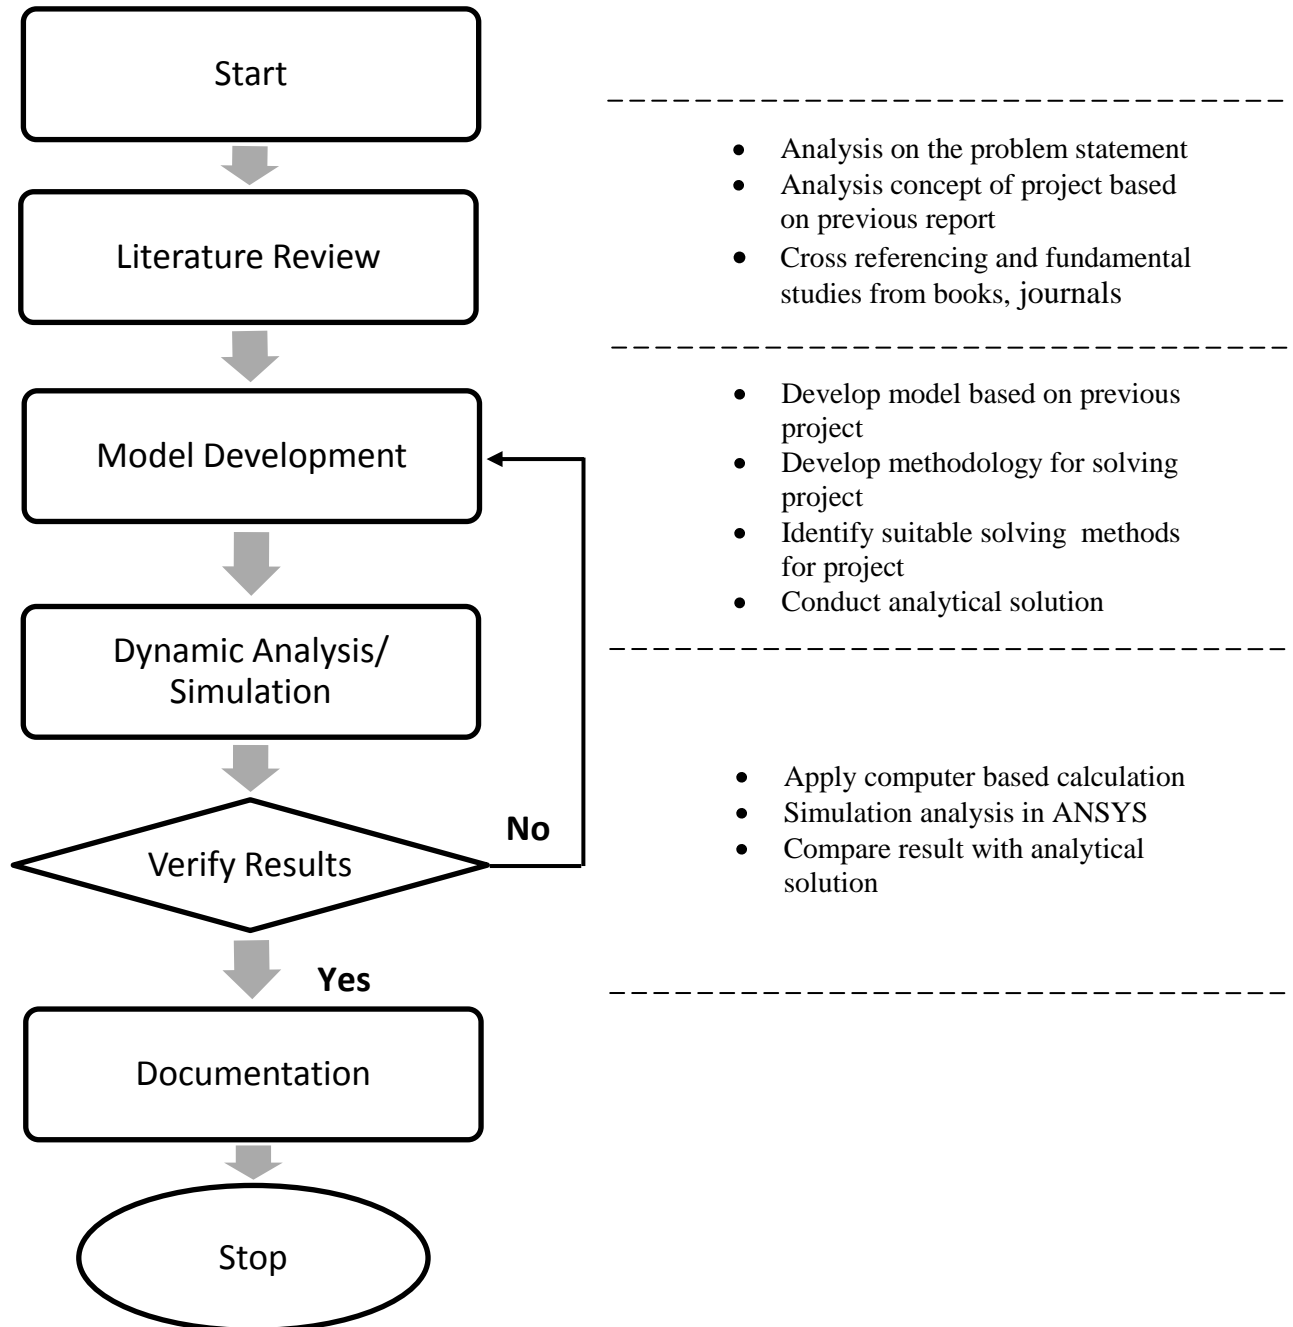 Start
Literature Review
Model Development
Dynamic Analysis/
Simulation
Verify Results
No
Yes
Documentation
Stop
• Analysis on the problem statement
• Analysis concept of project based
on previous report
• Cross referencing and fundamental
studies from books, journals
• Develop model based on previous
project
• Develop methodology for solving
project
• Identify suitable solving  methods
for project
• Conduct analytical solution
• Apply computer based calculation
• Simulation analysis in ANSYS
• Compare result with analytical
solution